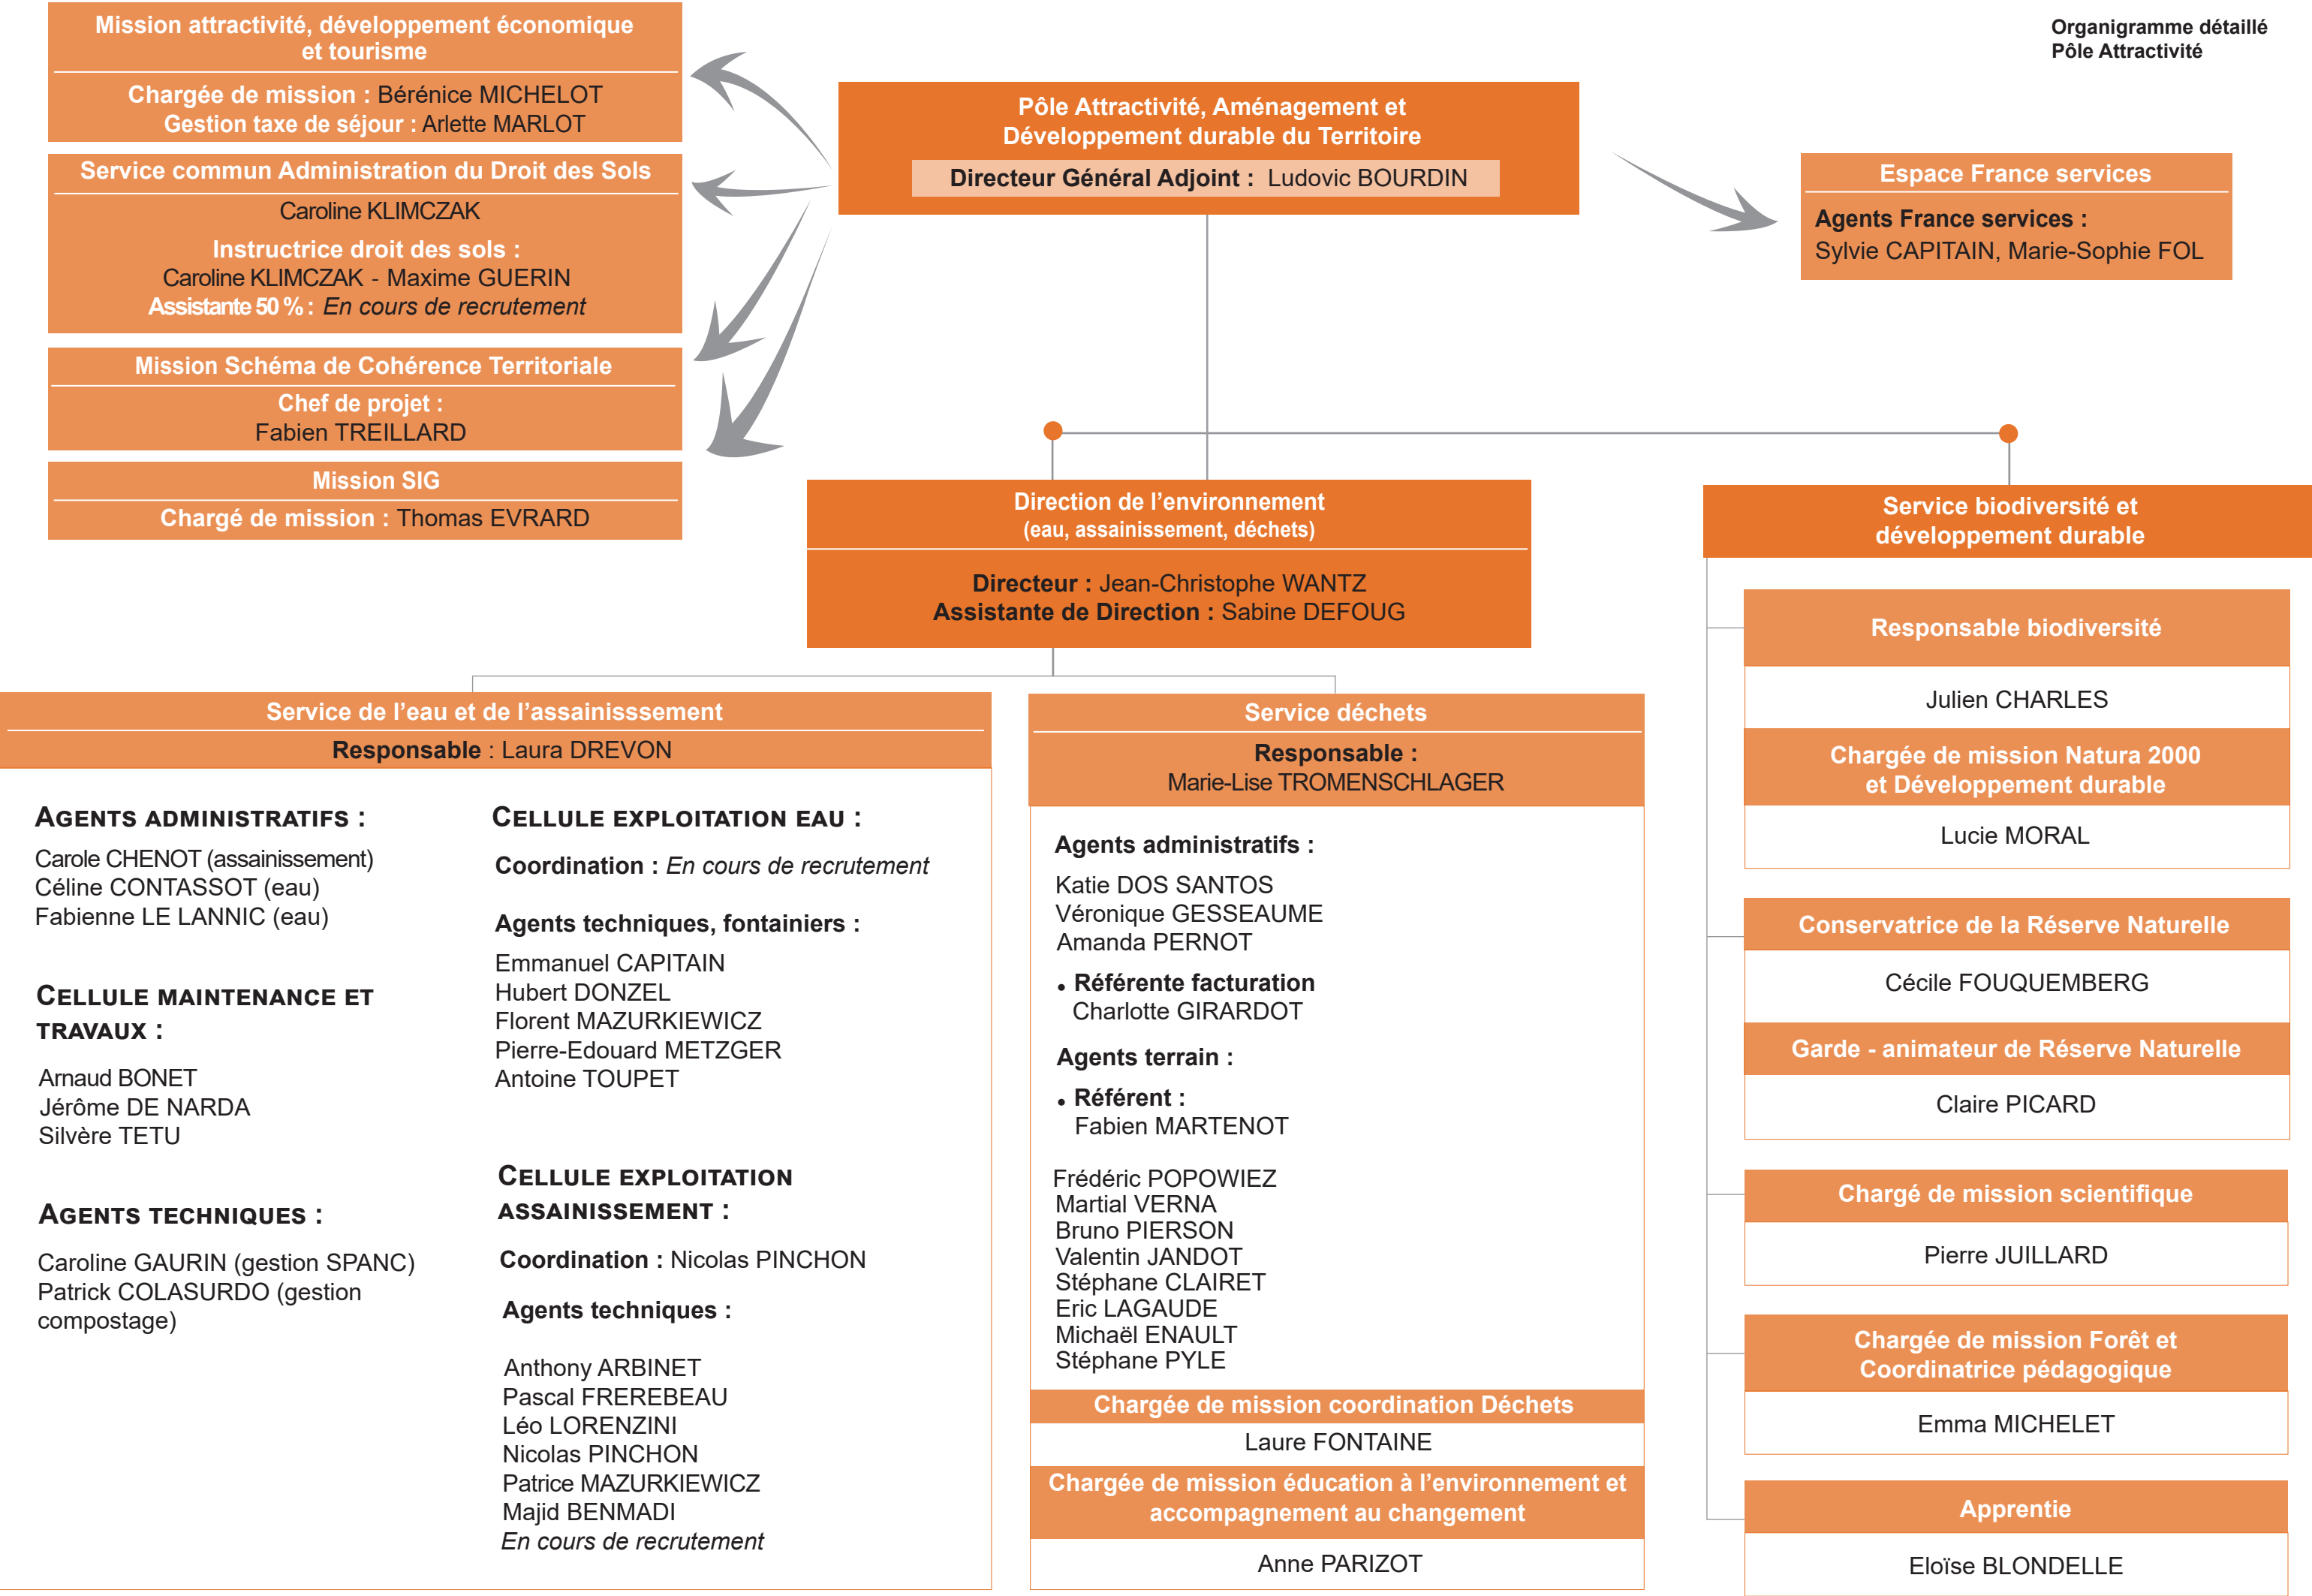 Organigramme détaillé
Pôle Attractivité
Mission attractivité, développement économique
et tourisme
Chargée de mission : Bérénice MICHELOT
Gestion taxe de séjour : Arlette MARLOT
Service commun Administration du Droit des Sols
Caroline KLIMCZAK
Instructrice droit des sols :
Caroline KLIMCZAK - Maxime GUERIN
Assistante 50 % : En cours de recrutement
Mission Schéma de Cohérence Territoriale
Chef de projet :
Fabien TREILLARD
Mission SIG
Chargé de mission : Thomas EVRARD
Pôle Attractivité, Aménagement et
Développement durable du Territoire
Directeur Général Adjoint : Ludovic BOURDIN
Espace France services
Agents France services :
Sylvie CAPITAIN, Marie-Sophie FOL
Direction de l'environnement
(eau, assainissement, déchets)
Directeur : Jean-Christophe WANTZ
Assistante de Direction : Sabine DEFOUG
Service de l'eau et de l'assainisssement
Responsable : Laura DREVON
AGENTS ADMINISTRATIFS :
Carole CHENOT (assainissement)
Céline CONTASSOT (eau)
Fabienne LE LANNIC (eau)
CELLULE MAINTENANCE ET
TRAVAUX :
Arnaud BONET
Jérôme DE NARDA
Silvère TETU
AGENTS TECHNIQUES :
Caroline GAURIN (gestion SPANC)
Patrick COLASURDO (gestion
compostage)
CELLULE EXPLOITATION EAU :
Coordination : En cours de recrutement
Agents techniques, fontainiers :
Emmanuel CAPITAIN
Hubert DONZEL
Florent MAZURKIEWICZ
Pierre-Edouard METZGER
Antoine TOUPET
CELLULE EXPLOITATION
ASSAINISSEMENT :
Coordination : Nicolas PINCHON
Agents techniques :
Anthony ARBINET
Pascal FREREBEAU
Léo LORENZINI
Nicolas PINCHON
Patrice MAZURKIEWICZ
Majid BENMADI
En cours de recrutement
Service déchets
Responsable :
Marie-Lise TROMENSCHLAGER
Agents administratifs :
Katie DOS SANTOS
Véronique GESSEAUME
Amanda PERNOT
• Référente facturation
Charlotte GIRARDOT
Agents terrain :
• Référent :
Fabien MARTENOT
Frédéric POPOWIEZ
Martial VERNA
Bruno PIERSON
Valentin JANDOT
Stéphane CLAIRET
Eric LAGAUDE
Michaël ENAULT
Stéphane PYLE
Chargée de mission coordination Déchets
Laure FONTAINE
Chargée de mission éducation à l'environnement et
accompagnement au changement
Anne PARIZOT
Service biodiversité et
développement durable
Responsable biodiversité
Julien CHARLES
Chargée de mission Natura 2000
et Développement durable
Lucie MORAL
Conservatrice de la Réserve Naturelle
Cécile FOUQUEMBERG
Garde - animateur de Réserve Naturelle
Claire PICARD
Chargé de mission scientifique
Pierre JUILLARD
Chargée de mission Forêt et
Coordinatrice pédagogique
Emma MICHELET
Apprentie
Eloïse BLONDELLE